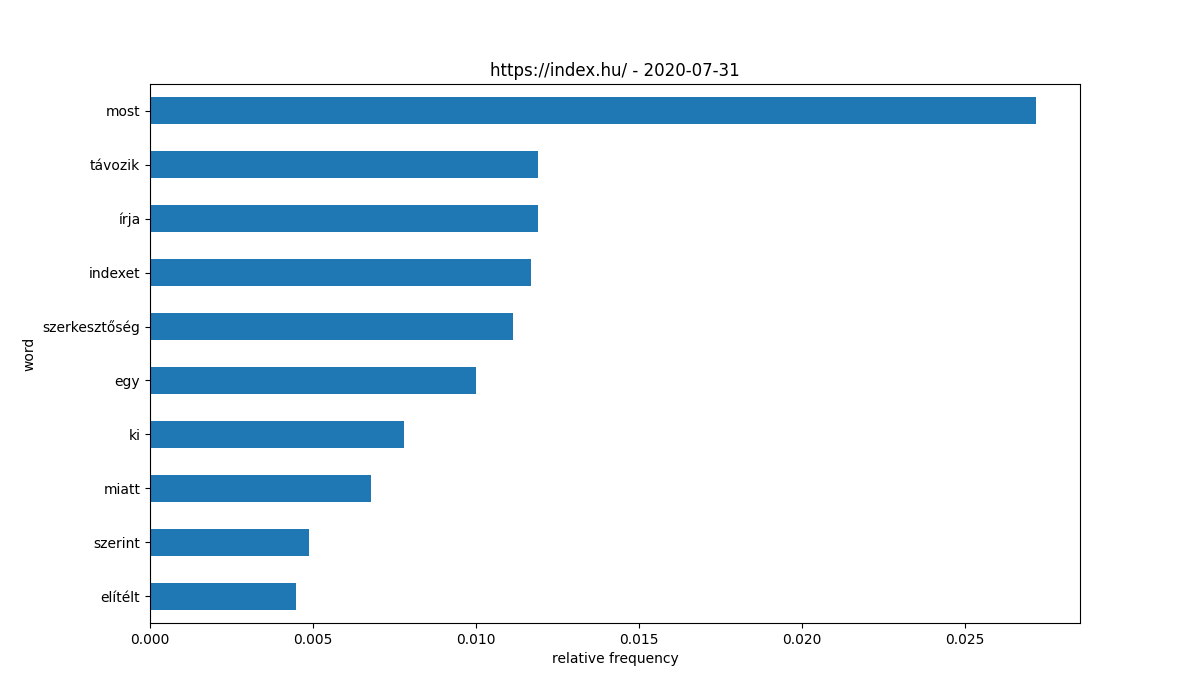 https://index.hu/ - 2020-07-31
most
távozik
írja
indexet
szerkesztőség
egy
ki
miatt
szerint
elítélt
word
0.000 0.005 0.010 0.015 0.020 0.025
relative frequency